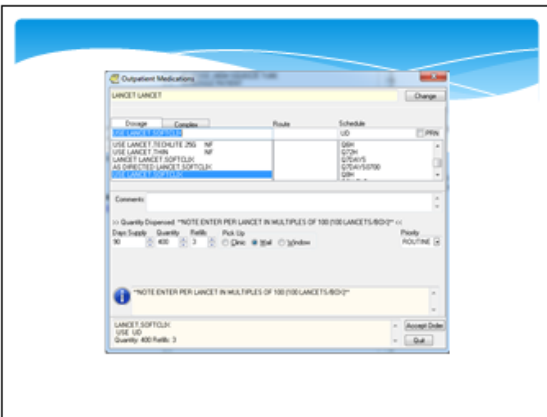 Outpatient Medications
LANCET LANCET
Change
Dosage Complex Route Schedule
USE LANCET,SOFTCLIX UD PRN
USE LANCET,TECHLITE 25G NF Q6H
USE LANCET,THIN NF Q72H
LANCET LANCET,SOFTCLIX Q7DAYS
AS DIRECTED LANCET,SOFTCLIX Q7DAYS0700
USE LANCET,SOFTCLIX Q8H
Comments:
>> Quantity Dispensed: **NOTE ENTER PER LANCET IN MULTIPLES OF 100 (100 LANCETS/BOX)** <<
Days Supply Quantity Refills Pick Up Priority
90 400 3 Clinic Mail Window ROUTINE
**NOTE ENTER PER LANCET IN MULTIPLES OF 100 (100 LANCETS/BOX)**
LANCET,SOFTCLIX Accept Order
USE UD
Quantity: 400 Refills: 3 Quit